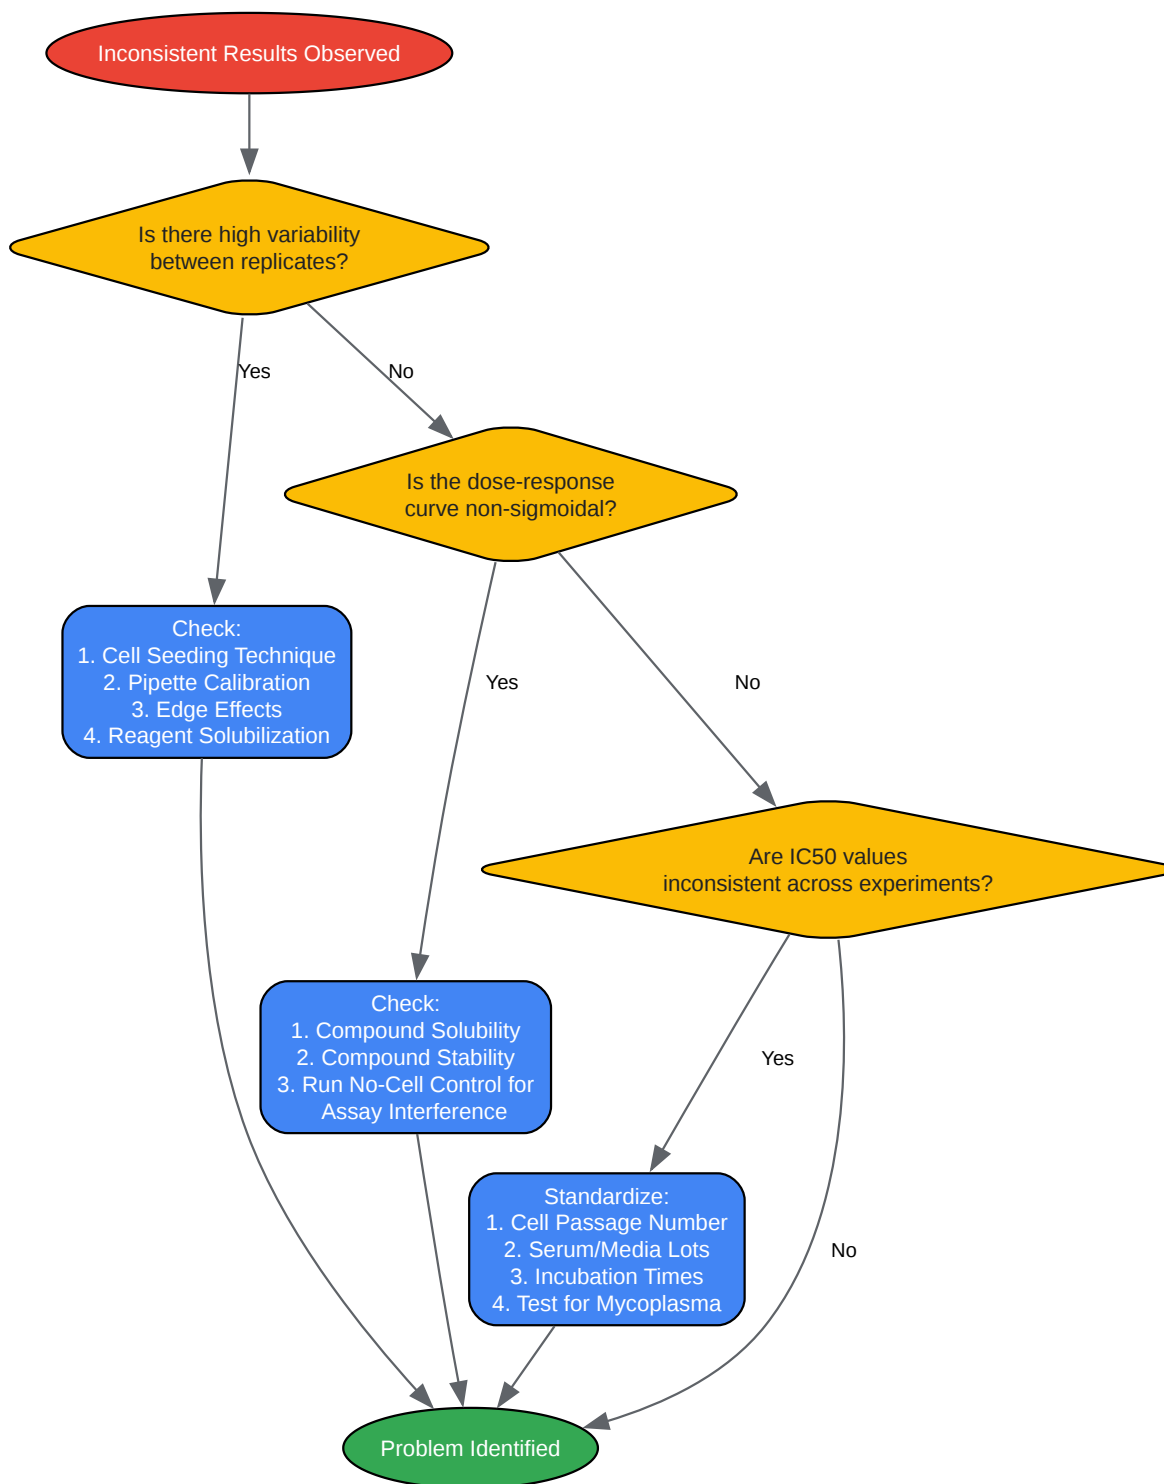 Inconsistent Results Observed
Is there high variability
between replicates?
Yes
No
Is the dose-response
curve non-sigmoidal?
Check:
1. Cell Seeding Technique
2. Pipette Calibration
3. Edge Effects
4. Reagent Solubilization
Yes
No
Are IC50 values
inconsistent across experiments?
Check:
1. Compound Solubility
2. Compound Stability
3. Run No-Cell Control for
Assay Interference
Yes
Standardize:
1. Cell Passage Number
2. Serum/Media Lots
3. Incubation Times
4. Test for Mycoplasma
No
Problem Identified